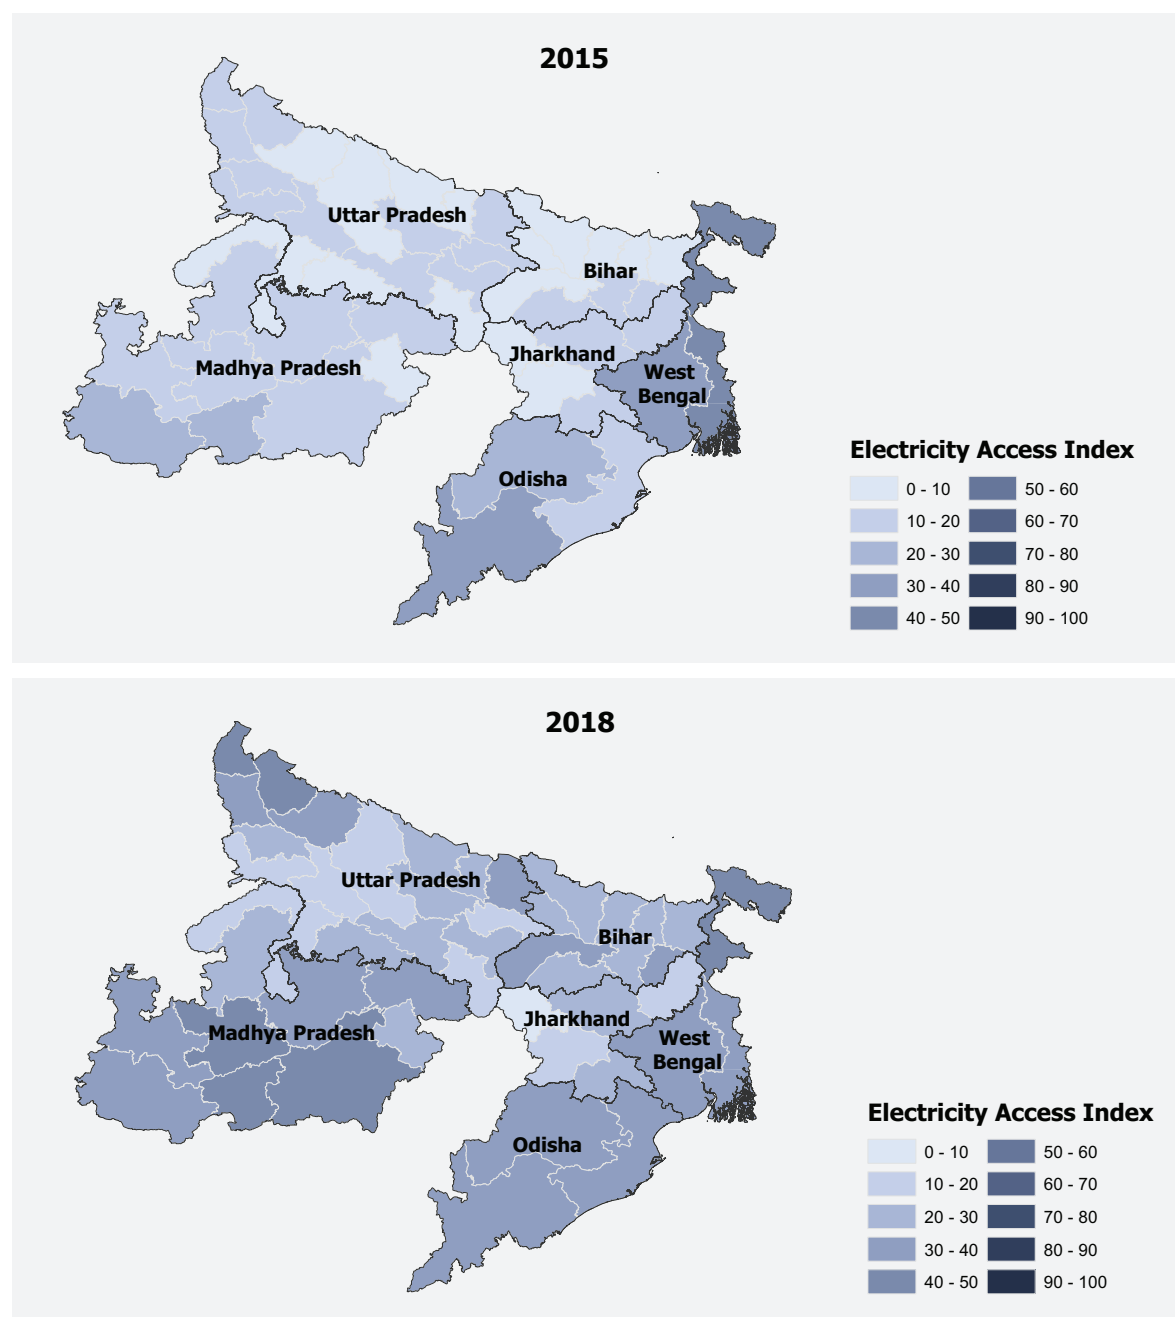 2015
Uttar Pradesh
Bihar
Jharkhand
Madhya Pradesh
West
Bengal
Odisha
Electricity Access Index
0 - 10 50 - 60
10 - 20 60 - 70
20 - 30 70 - 80
30 - 40 80 - 90
40 - 50 90 - 100
2018
Uttar Pradesh
Bihar
Jharkhand
Madhya Pradesh
West
Bengal
Odisha
Electricity Access Index
0 - 10 50 - 60
10 - 20 60 - 70
20 - 30 70 - 80
30 - 40 80 - 90
40 - 50 90 - 100